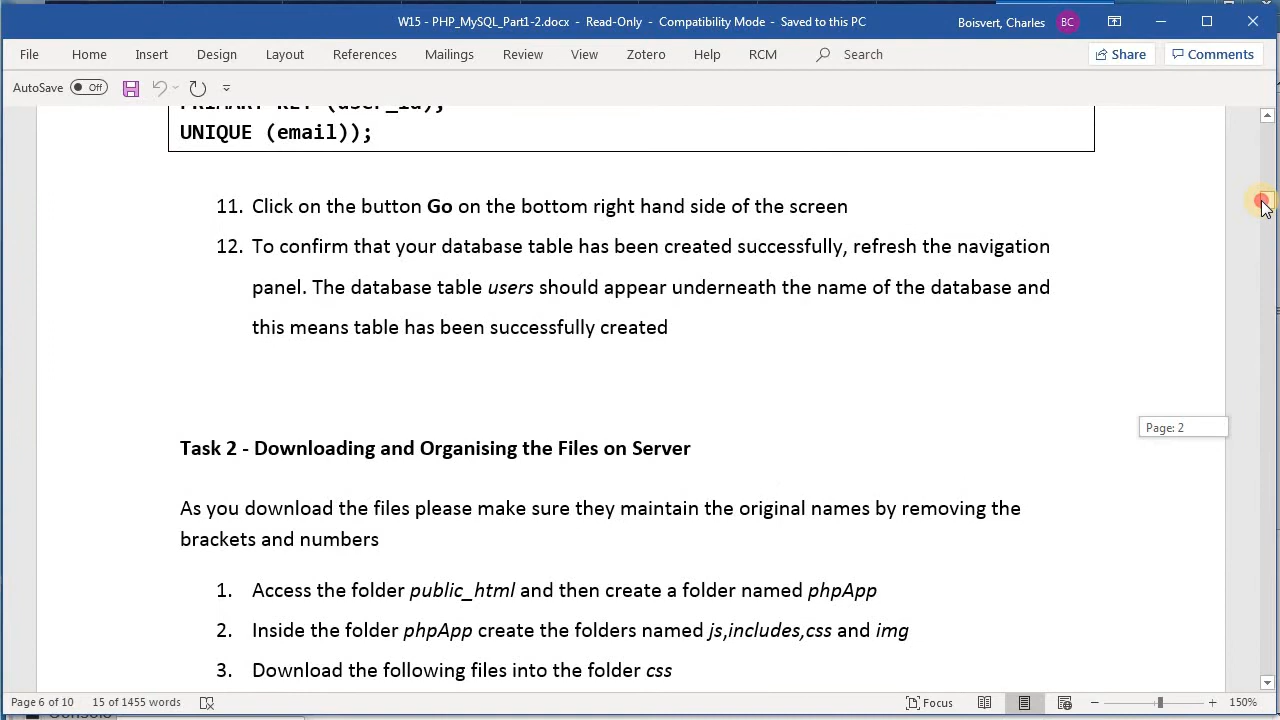 W15 - PHP_MySQL_Part1-2.docx - Read-Only - Compatibility Mode - Saved to this PC
Boisvert, Charles BC
File Home Insert Design Layout References Mailings Review View Zotero Help RCM Search Share Comments
AutoSave Off
PRIMARY KEY (user_id),
UNIQUE (email));
11. Click on the button Go on the bottom right hand side of the screen
12. To confirm that your database table has been created successfully, refresh the navigation
panel. The database table users should appear underneath the name of the database and
this means table has been successfully created
Page: 2
Task 2 - Downloading and Organising the Files on Server
As you download the files please make sure they maintain the original names by removing the
brackets and numbers
1. Access the folder public_html and then create a folder named phpApp
2. Inside the folder phpApp create the folders named js,includes,css and img
3. Download the following files into the folder css
Page 6 of 10 15 of 1455 words Focus 150%
Console